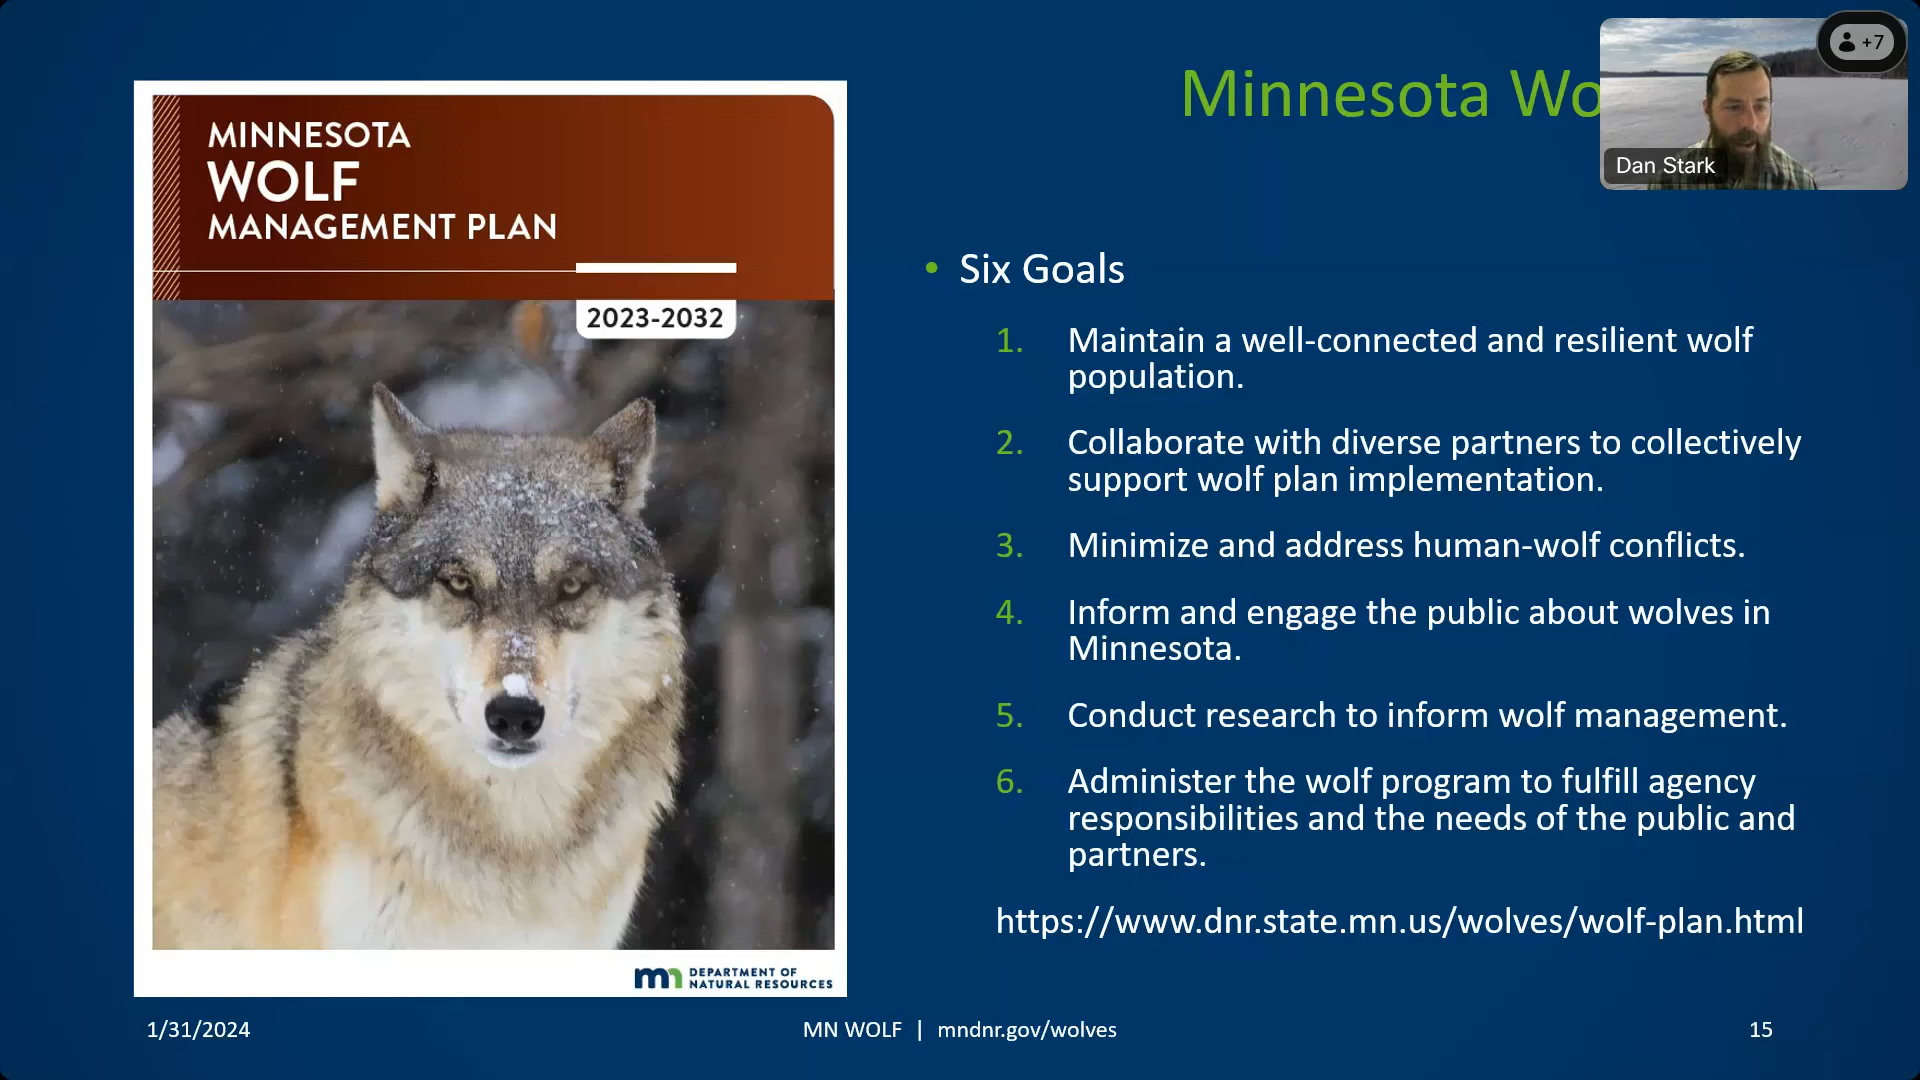 MINNESOTA
WOLF
MANAGEMENT PLAN
2023-2032
DEPARTMENT OF
NATURAL RESOURCES
Minnesota
+7
Dan Stark
• Six Goals
1. Maintain a well-connected and resilient wolf
population.
2. Collaborate with diverse partners to collectively
support wolf plan implementation.
3. Minimize and address human-wolf conflicts.
4. Inform and engage the public about wolves in
Minnesota.
5. Conduct research to inform wolf management.
6. Administer the wolf program to fulfill agency
responsibilities and the needs of the public and
partners.
https://www.dnr.state.mn.us/wolves/wolf-plan.html
1/31/2024
MN WOLF | mndnr.gov/wolves
15